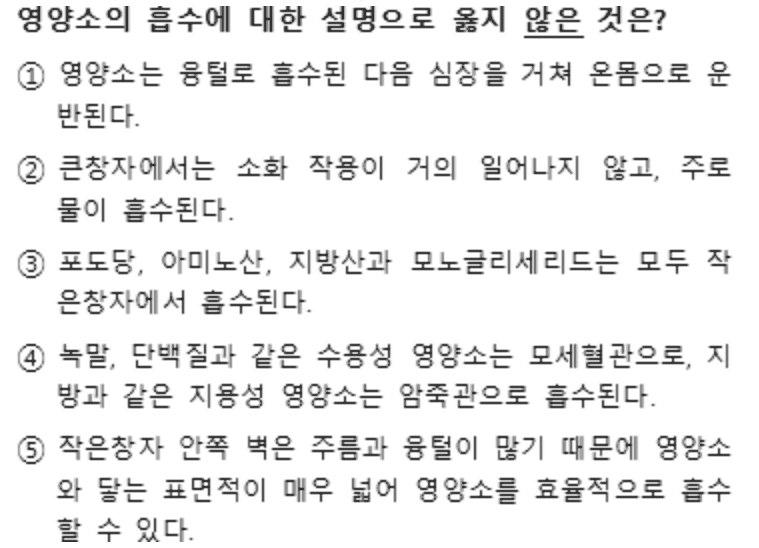 영양소의 흡수에 대한 설명으로 옳지 않은 것은?
① 영양소는 융털로 흡수된 다음 심장을 거쳐 온몸으로 운
반된다.
② 큰창자에서는 소화 작용이 거의 일어나지 않고, 주로
물이 흡수된다.
③ 포도당, 아미노산, 지방산과 모노글리세리드는 모두 작
은창자에서 흡수된다.
④ 녹말, 단백질과 같은 수용성 영양소는 모세혈관으로, 지
방과 같은 지용성 영양소는 암죽관으로 흡수된다.
⑤ 작은창자 안쪽 벽은 주름과 융털이 많기 때문에 영양소
와 닿는 표면적이 매우 넓어 영양소를 효율적으로 흡수
할 수 있다.